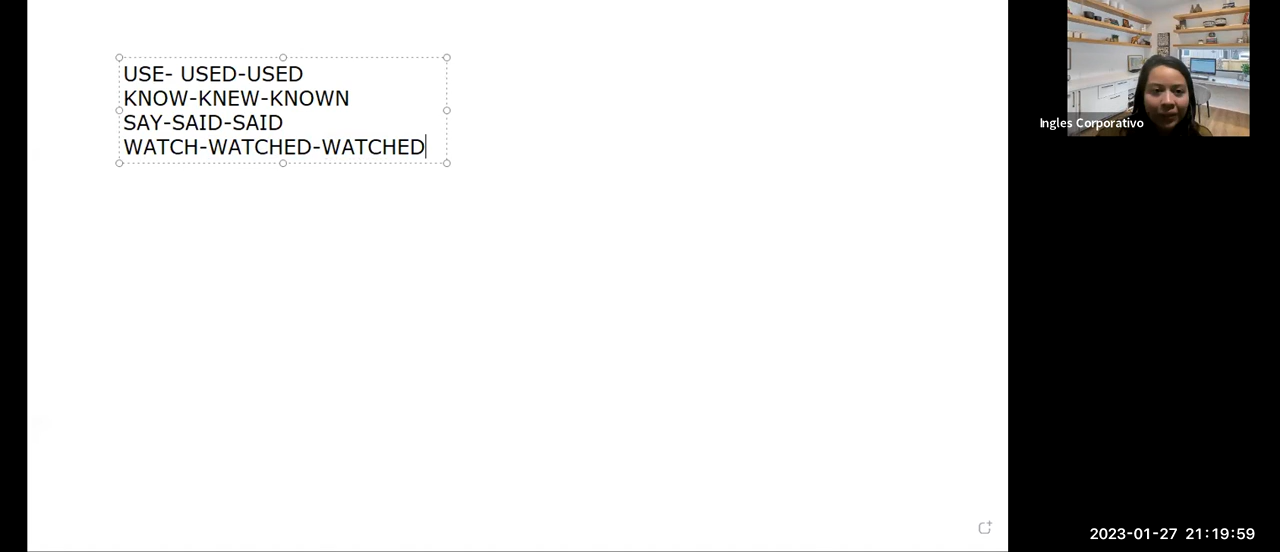 USE- USED-USED
KNOW-KNEW-KNOWN
SAY-SAID-SAID
WATCH-WATCHED-WATCHED
Ingles Corporativo
2023-01-27 21:19:59